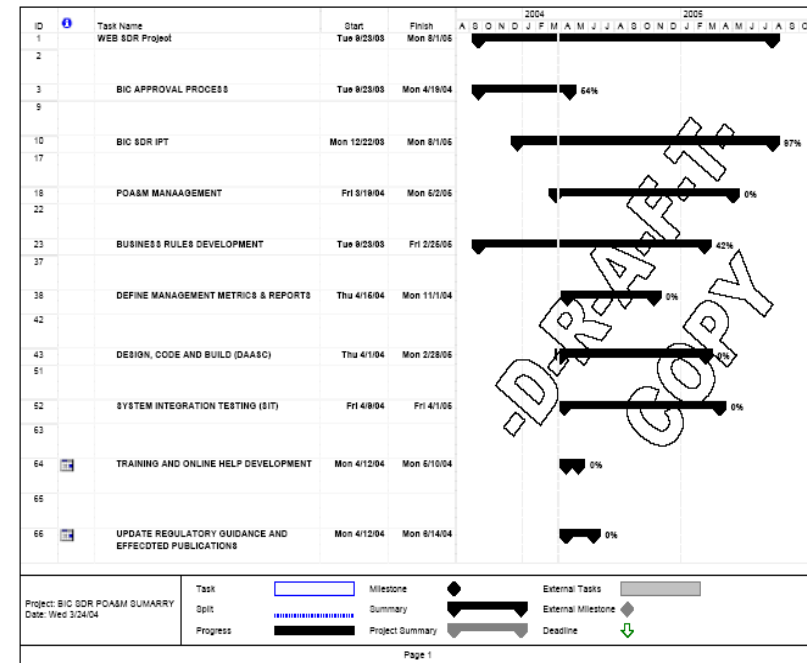 2004 2005
ID Task Name Start Finish A S O N D J F M A M J J A S O N D J F M A M J J A S O
1 WEB SDR Project Tue 9/23/03 Mon 8/1/05
2
3 BIC APPROVAL PROCESS Tue 9/23/03 Mon 4/19/04 64%
9
10 BIC SDR IPT Mon 12/22/03 Mon 8/1/05 97%
17
18 POA&M MANAAGEMENT Fri 3/19/04 Mon 5/2/05 0%
22
23 BUSINESS RULES DEVELOPMENT Tue 9/23/03 Fri 2/25/05 42%
37
38 DEFINE MANAGEMENT METRICS & REPORTS Thu 4/15/04 Mon 11/1/04 0%
42
43 DESIGN, CODE AND BUILD (DAASC) Thu 4/1/04 Mon 2/28/05 0%
51
52 SYSTEM INTEGRATION TESTING (SIT) Fri 4/9/04 Fri 4/1/05 0%
63
64 TRAINING AND ONLINE HELP DEVELOPMENT Mon 4/12/04 Mon 5/10/04 0%
65
66 UPDATE REGULATORY GUIDANCE AND Mon 4/12/04 Mon 6/14/04 0%
EFFECDTED PUBLICATIONS
-D-R-A-F-T-
COPY
Project: BIC SDR POA&M SUMARRY
Date: Wed 3/24/04
Task Milestone External Tasks
Split Summary External Milestone
Progress Project Summary Deadline
Page 1